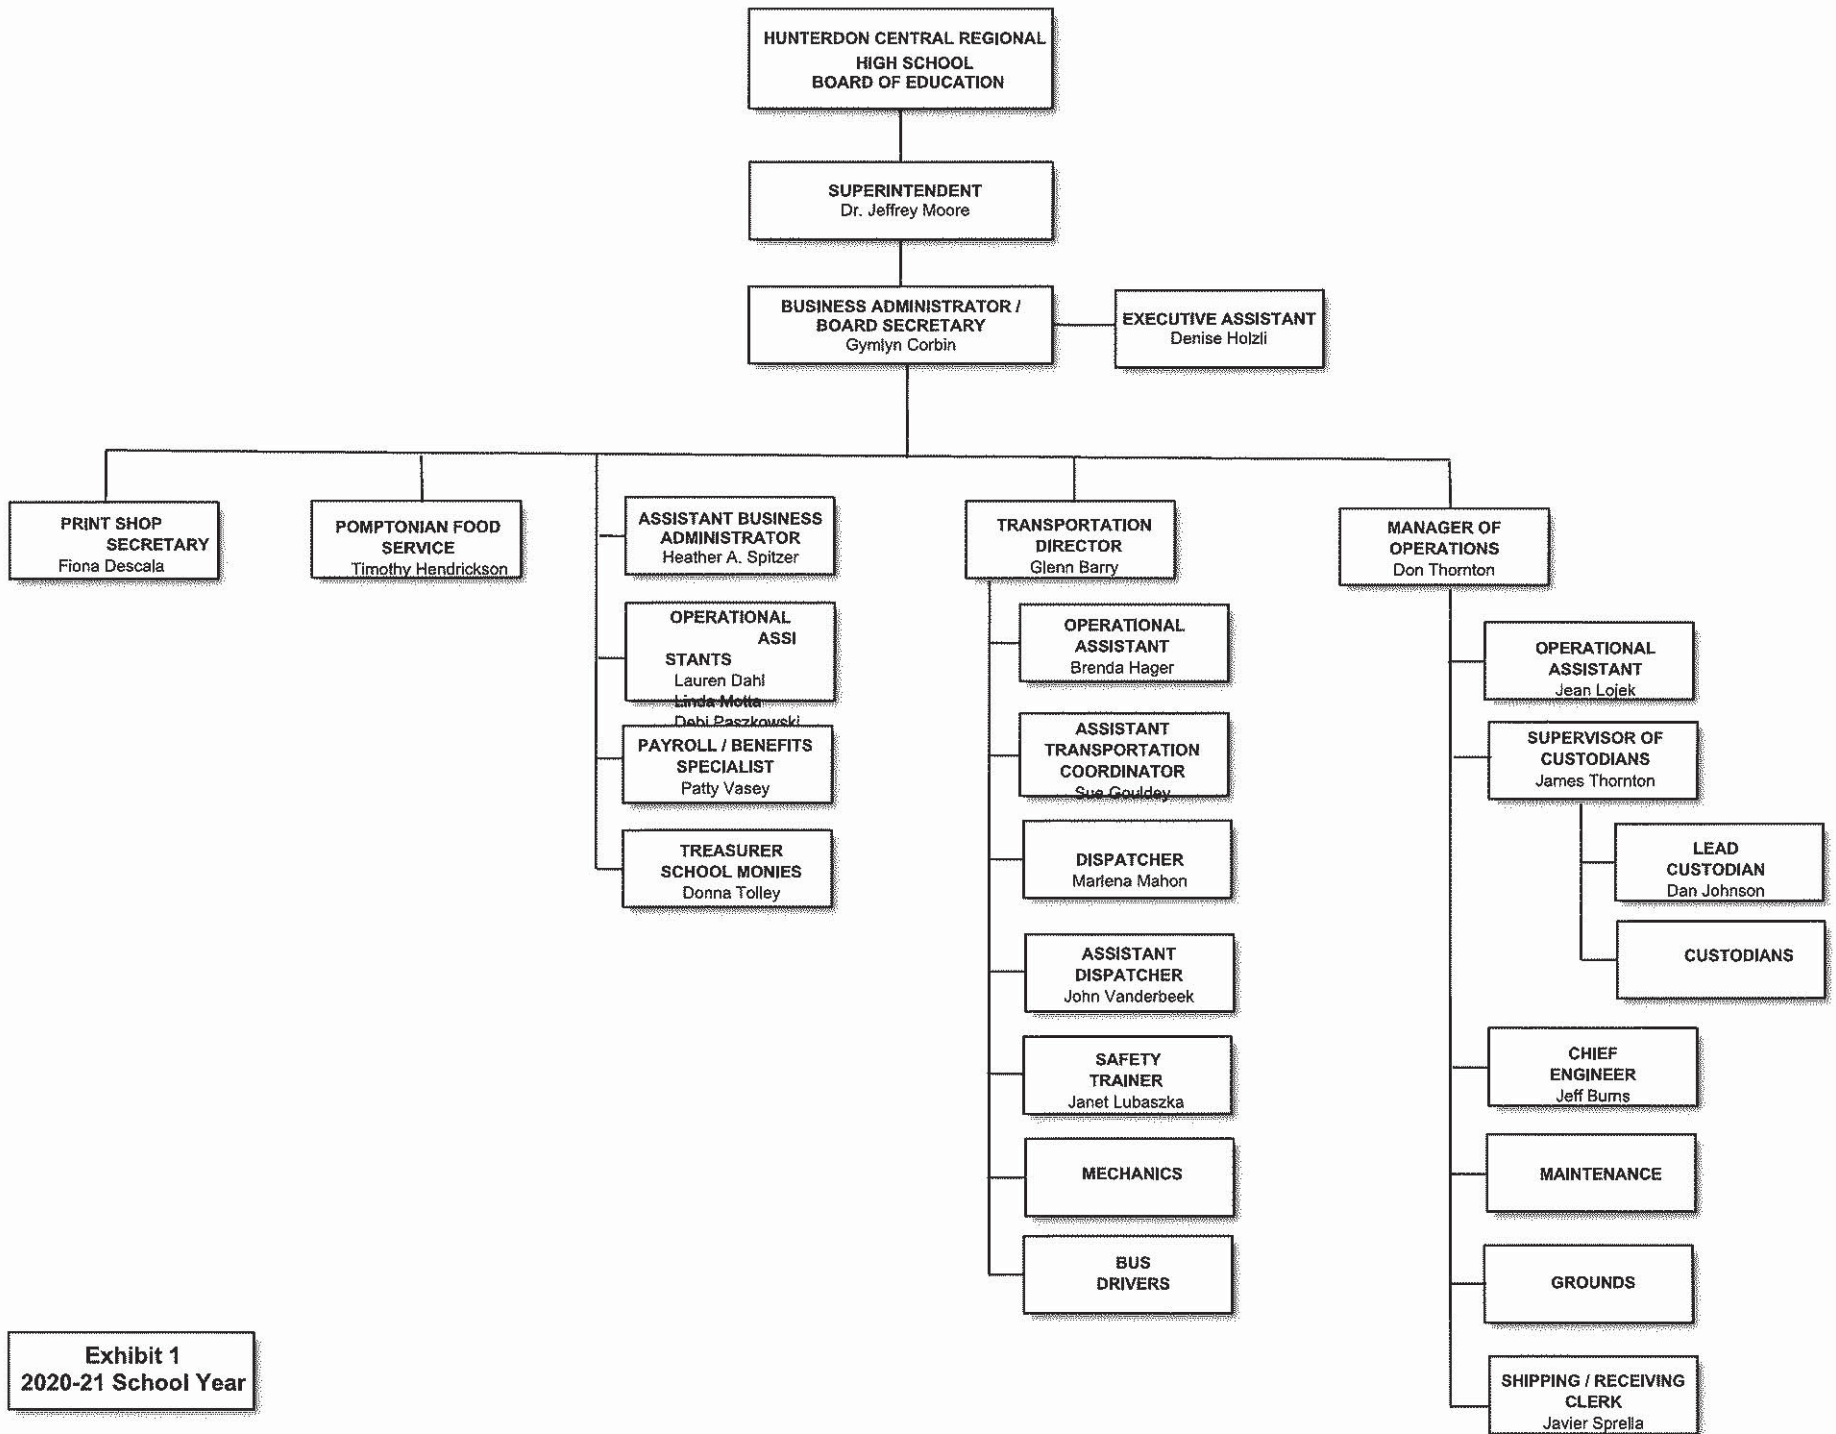 HUNTERDON CENTRAL REGIONAL
HIGH SCHOOL
BOARD OF EDUCATION
SUPERINTENDENT
Dr. Jeffrey Moore
BUSINESS ADMINISTRATOR /
BOARD SECRETARY
Gymlyn Corbin
EXECUTIVE ASSISTANT
Denise Holzli
PRINT SHOP
SECRETARY
Fiona Descala
POMPTONIAN FOOD
SERVICE
Timothy Hendrickson
ASSISTANT BUSINESS
ADMINISTRATOR
Heather A. Spitzer
OPERATIONAL
ASSI
STANTS
Lauren Dahl
Linda Motta
Debi Paszkowski
PAYROLL / BENEFITS
SPECIALIST
Patty Vasey
TREASURER
SCHOOL MONIES
Donna Tolley
TRANSPORTATION
DIRECTOR
Glenn Barry
OPERATIONAL
ASSISTANT
Brenda Hager
ASSISTANT
TRANSPORTATION
COORDINATOR
Sue Gouldey
DISPATCHER
Marlena Mahon
ASSISTANT
DISPATCHER
John Vanderbeek
SAFETY
TRAINER
Janet Lubaszka
MECHANICS
BUS
DRIVERS
MANAGER OF
OPERATIONS
Don Thornton
OPERATIONAL
ASSISTANT
Jean Lojek
SUPERVISOR OF
CUSTODIANS
James Thornton
LEAD
CUSTODIAN
Dan Johnson
CUSTODIANS
CHIEF
ENGINEER
Jeff Burns
MAINTENANCE
GROUNDS
SHIPPING / RECEIVING
CLERK
Javier Sprella
Exhibit 1
2020-21 School Year